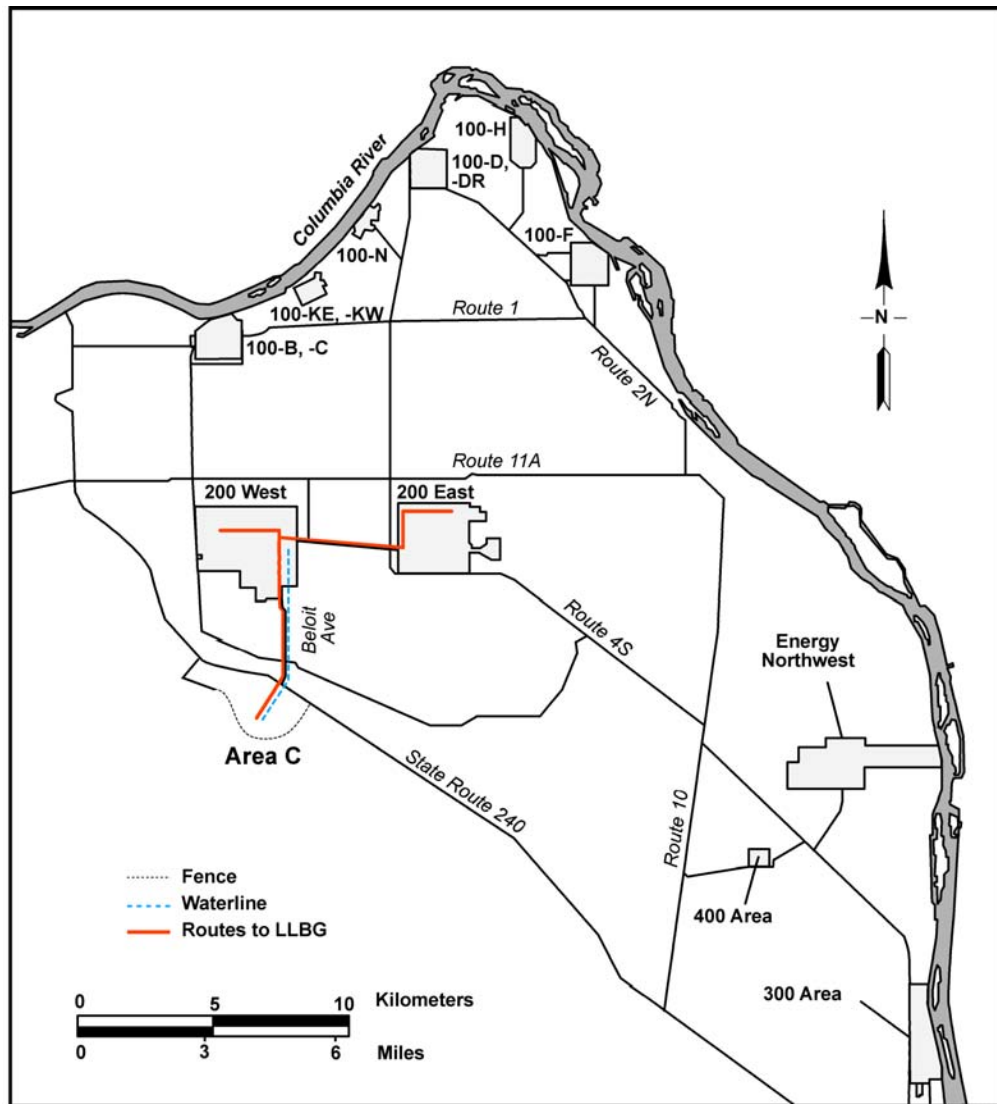 100-H
100-D,
-DR
Columbia River
100-F
100-N
N
100-KE, -KW
Route 1
100-B, -C
Route 2N
Route 11A
200 West
200 East
Beloit
Ave
Route 4S
Energy
Northwest
Area C
State Route 240
Route 10
Fence
Waterline
400 Area
Routes to LLBG
300 Area
0 5 10 Kilometers
0 3 6 Miles